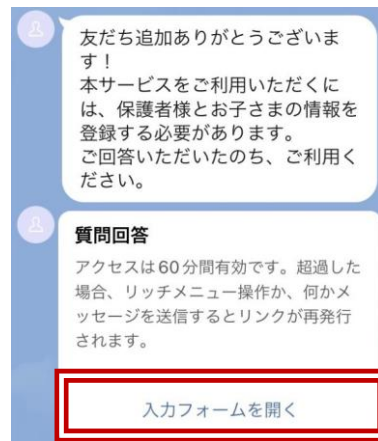 友だち追加ありがとうございま
す！
本サービスをご利用いただくに
は、保護者様とお子さまの情報を
登録する必要があります。
ご回答いただいたのち、ご利用く
ださい。
質問回答
アクセスは60分間有効です。超過した
場合、リッチメニュー操作か、何かメ
ッセージを送信するとリンクが再発行
されます。
入力フォームを開く